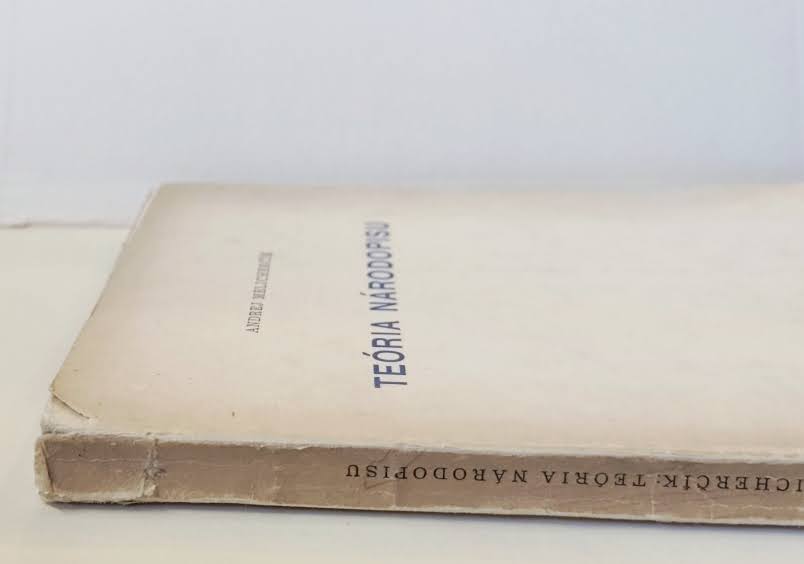 ANDREJ MELICHERČÍK
TEÓRIA NÁRODOPISU
ICHERČÍK: TEÓRIA NÁRODOPISU